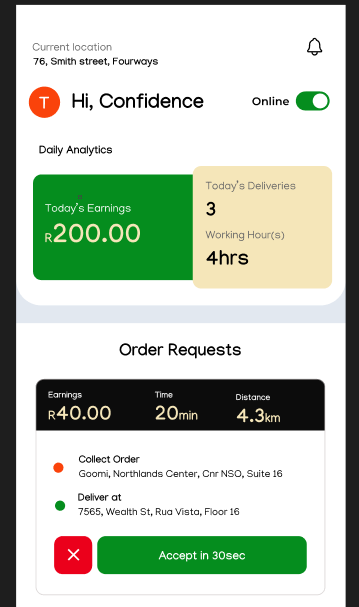 Current location
76, Smith street, Fourways
T
Hi, Confidence
Online
Daily Analytics
Today's Earnings
R200.00
Today's Deliveries
3
Working Hour(s)
4hrs
Order Requests
Earnings
R40.00
Time
20min
Distance
4.3km
Collect Order
Goomi, Northlands Center, Cnr NSO, Suite 16
Deliver at
7565, Wealth St, Rua Vista, Floor 16
Accept in 30sec